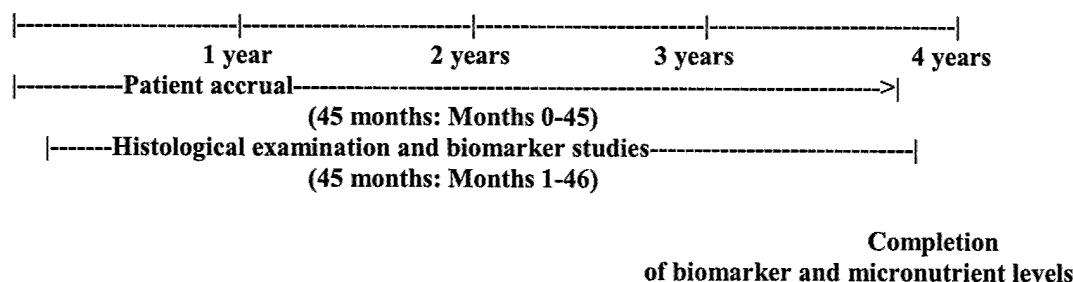 |------------------------|------------------------|------------------------|------------------------|
1 year 2 years 3 years 4 years
|------------Patient accrual------------------------------------------------------------>|
(45 months: Months 0-45)
|-------Histological examination and biomarker studies---------------------------|
(45 months: Months 1-46)
Completion
of biomarker and micronutrient levels